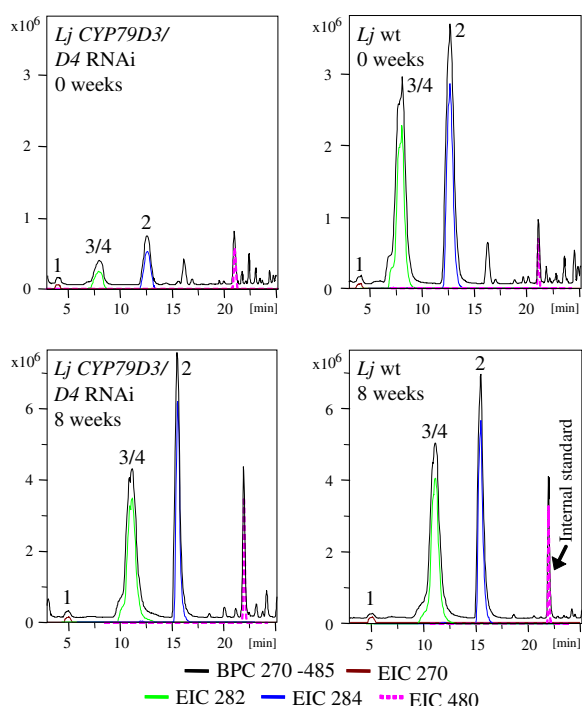 x10⁶
Lj CYP79D3/
D4 RNAi
0 weeks
3
2
1
0
1
3/4
2
5
10
15
20
[min]
x10⁶
Lj wt
0 weeks
3
2
1
0
1
3/4
2
5
10
15
20
[min]
x10⁶
Lj CYP79D3/
D4 RNAi
8 weeks
6
4
2
0
1
3/4
2
5
10
15
20
[min]
x10⁶
Lj wt
8 weeks
6
4
2
0
1
3/4
2
Internal standard
5
10
15
20
[min]
BPC 270 -485
EIC 270
EIC 282
EIC 284
EIC 480